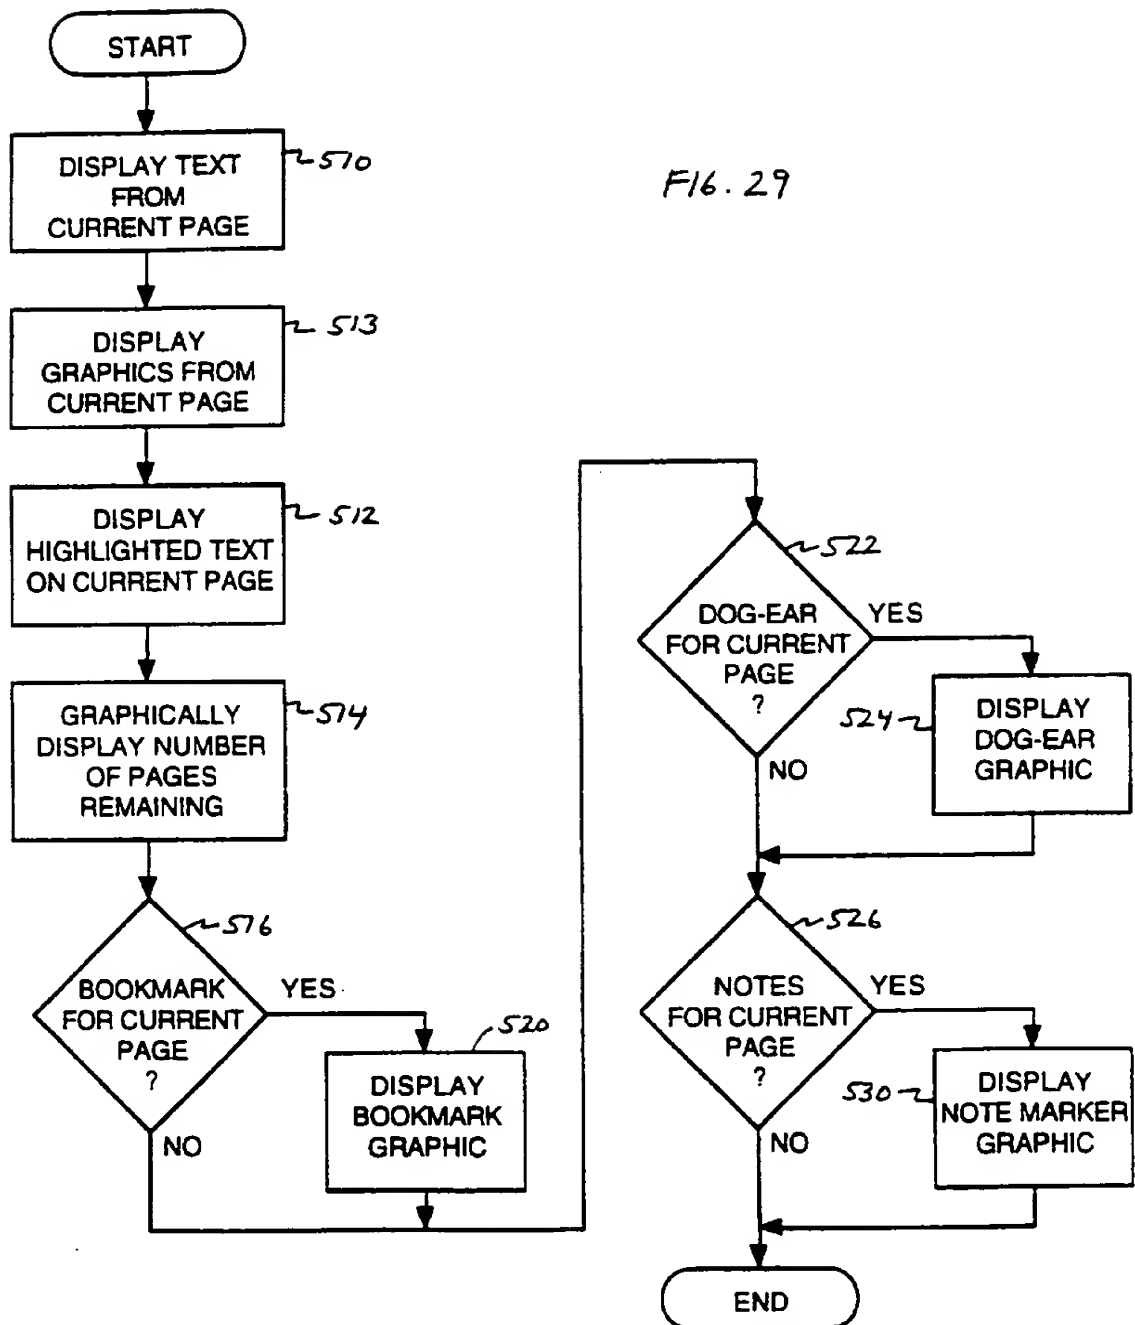 START
DISPLAY TEXT
FROM
CURRENT PAGE
510
FIG. 29
DISPLAY
GRAPHICS FROM
CURRENT PAGE
513
DISPLAY
HIGHLIGHTED TEXT
ON CURRENT PAGE
512
GRAPHICALLY
DISPLAY NUMBER
OF PAGES
REMAINING
514
BOOKMARK
FOR CURRENT
PAGE
?
516
YES
NO
DISPLAY
BOOKMARK
GRAPHIC
520
DOG-EAR
FOR CURRENT
PAGE
?
522
YES
NO
DISPLAY
DOG-EAR
GRAPHIC
524
NOTES
FOR CURRENT
PAGE
?
526
YES
NO
DISPLAY
NOTE MARKER
GRAPHIC
530
END